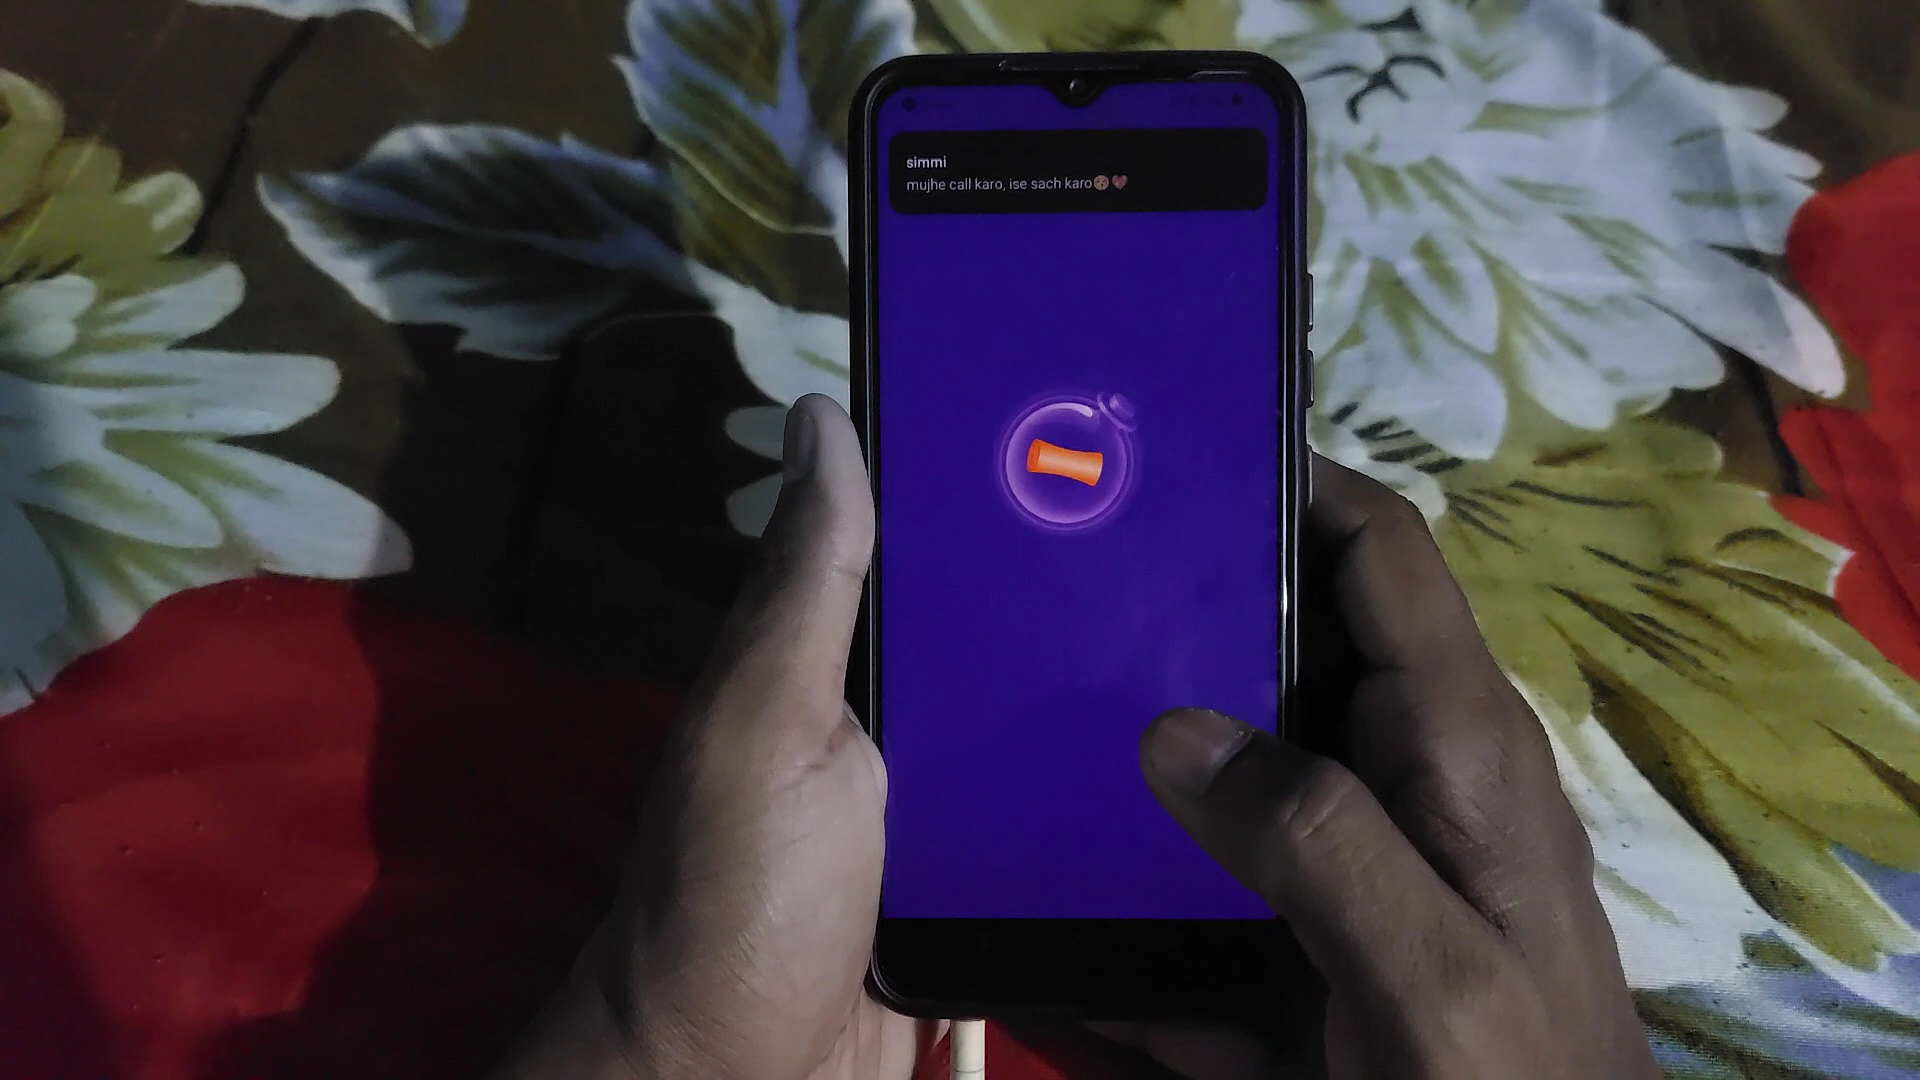 simmi
mujhe call karo, ise sach karo😚💘